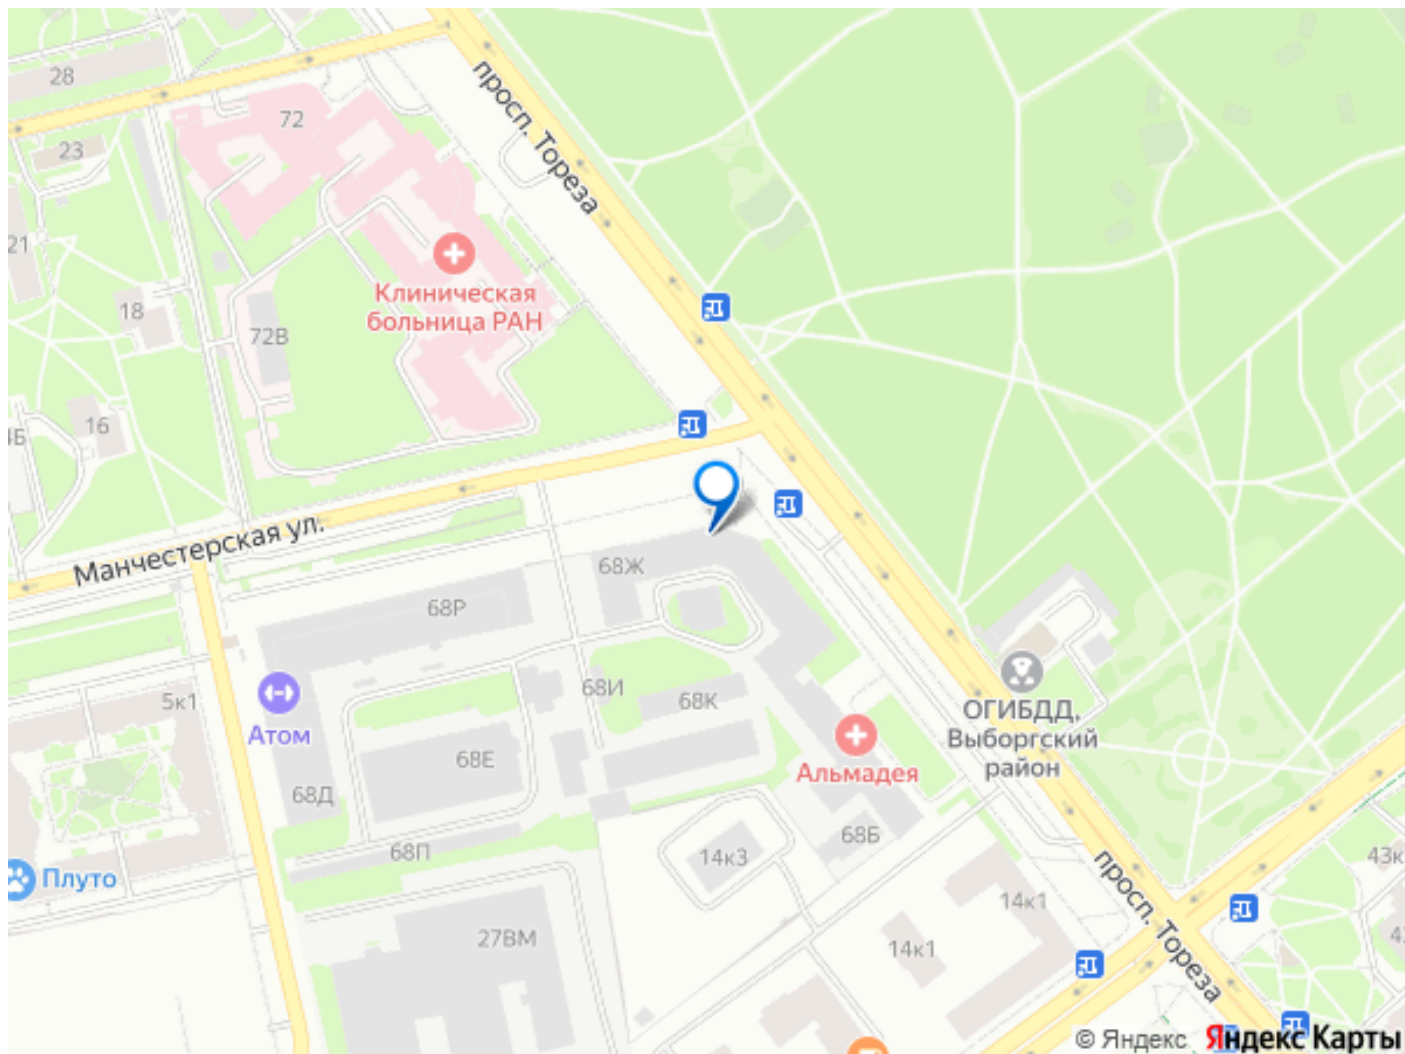 28
72
23
просп. Тореза
21
Клиническая
больница РАН
18
72В
16
Манчестерская ул.
68Ж
68Р
5к1
Атом
68И
68К
ОГИБДД,
Выборгский
район
68Е
Альмадея
68Д
68Б
68П
14к3
43к
Плуто
просп. Тореза
14к1
27ВМ
14к1
© Яндекс Яндекс Карты